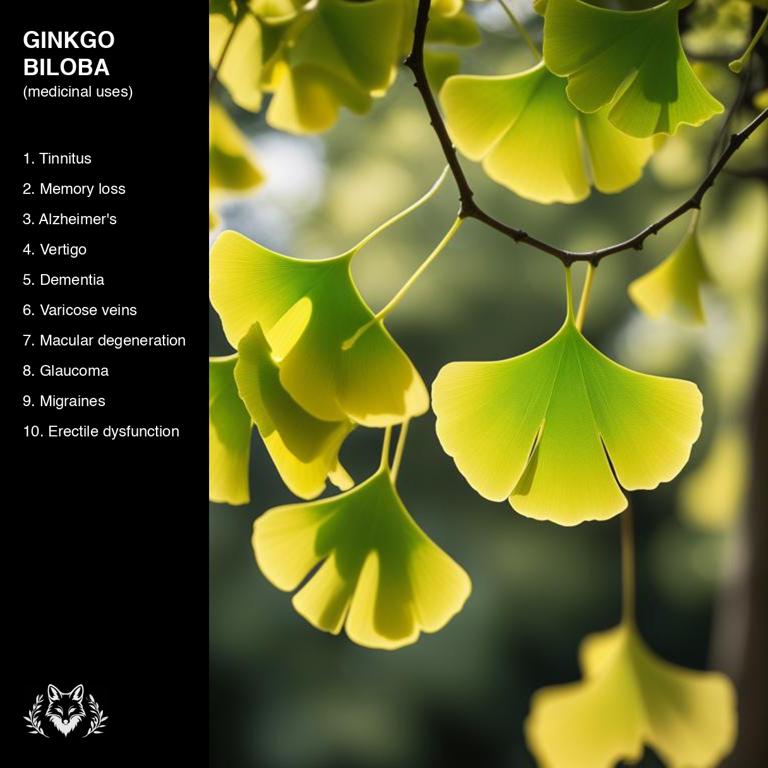 GINKGO
BILOBA
(medicinal uses)
1. Tinnitus
2. Memory loss
3. Alzheimer's
4. Vertigo
5. Dementia
6. Varicose veins
7. Macular degeneration
8. Glaucoma
9. Migraines
10. Erectile dysfunction